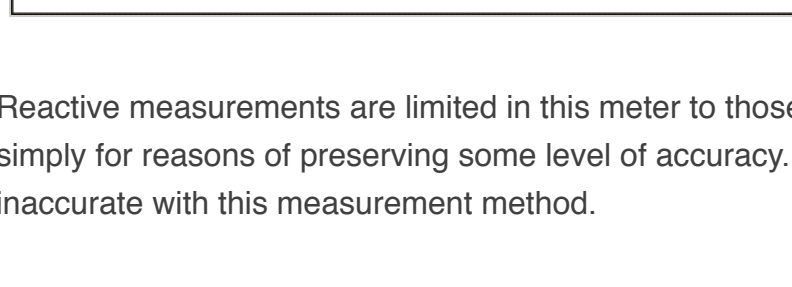 Reactive measurements are limited in this meter to those
simply for reasons of preserving some level of accuracy.
inaccurate with this measurement method.